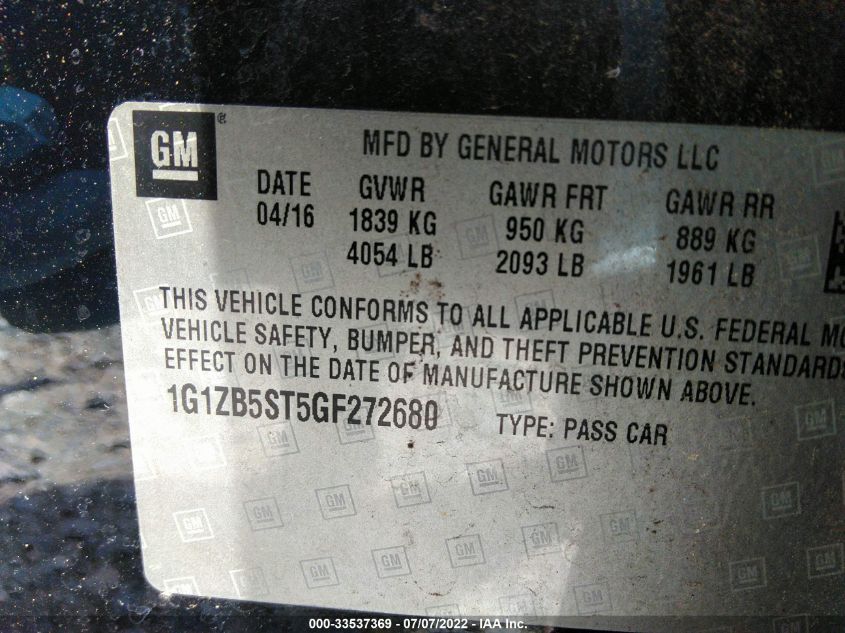 GM ®
MFD BY GENERAL MOTORS LLC
DATE GVWR GAWR FRT GAWR RR
04/16 1839 KG 950 KG 889 KG
4054 LB 2093 LB 1961 LB
THIS VEHICLE CONFORMS TO ALL APPLICABLE U.S. FEDERAL MO
VEHICLE SAFETY, BUMPER, AND THEFT PREVENTION STANDARDS
EFFECT ON THE DATE OF MANUFACTURE SHOWN ABOVE.
1G1ZB5ST5GF272680 TYPE: PASS CAR
000-33537369 - 07/07/2022 - IAA Inc.